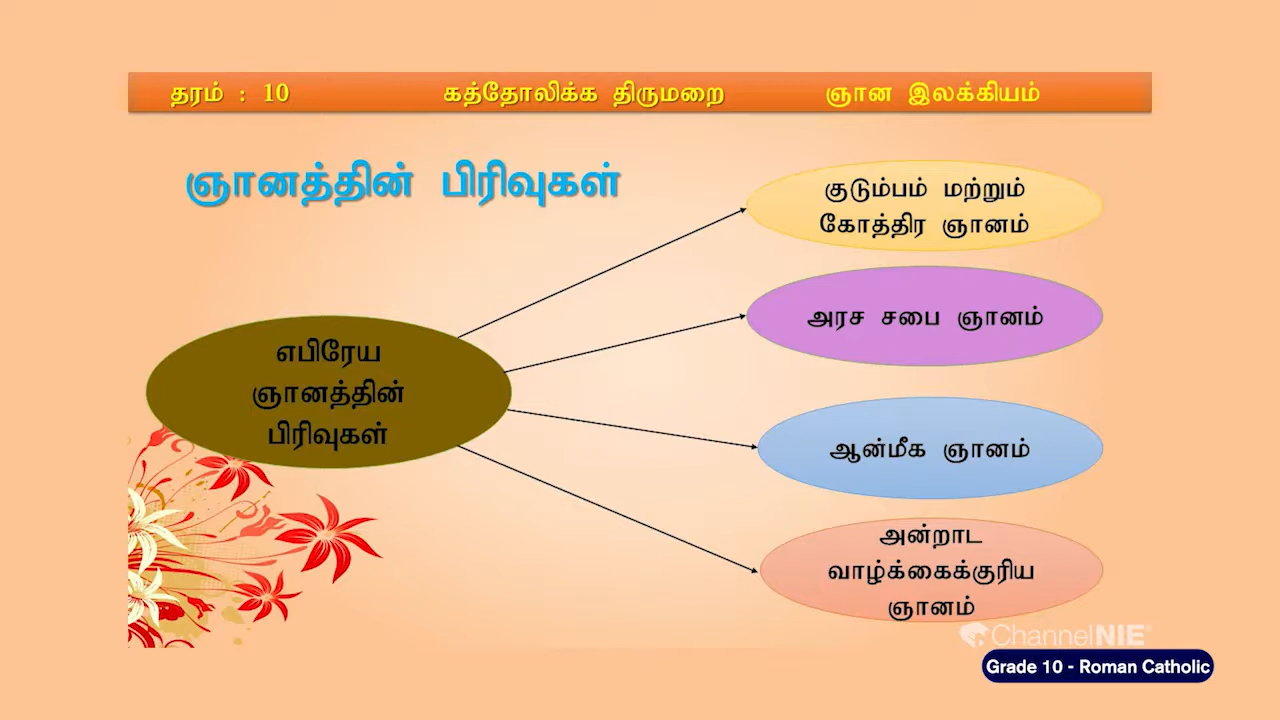 தரம் : 10 கத்தோலிக்க திருமறை ஞான இலக்கியம்
ஞானத்தின் பிரிவுகள்
குடும்பம் மற்றும்
கோத்திர ஞானம்
அரச சபை ஞானம்
எபிரேய
ஞானத்தின்
பிரிவுகள்
ஆன்மீக ஞானம்
அன்றாட
வாழ்க்கைக்குரிய
ஞானம்
ChannelNIE
Grade 10 - Roman Catholic